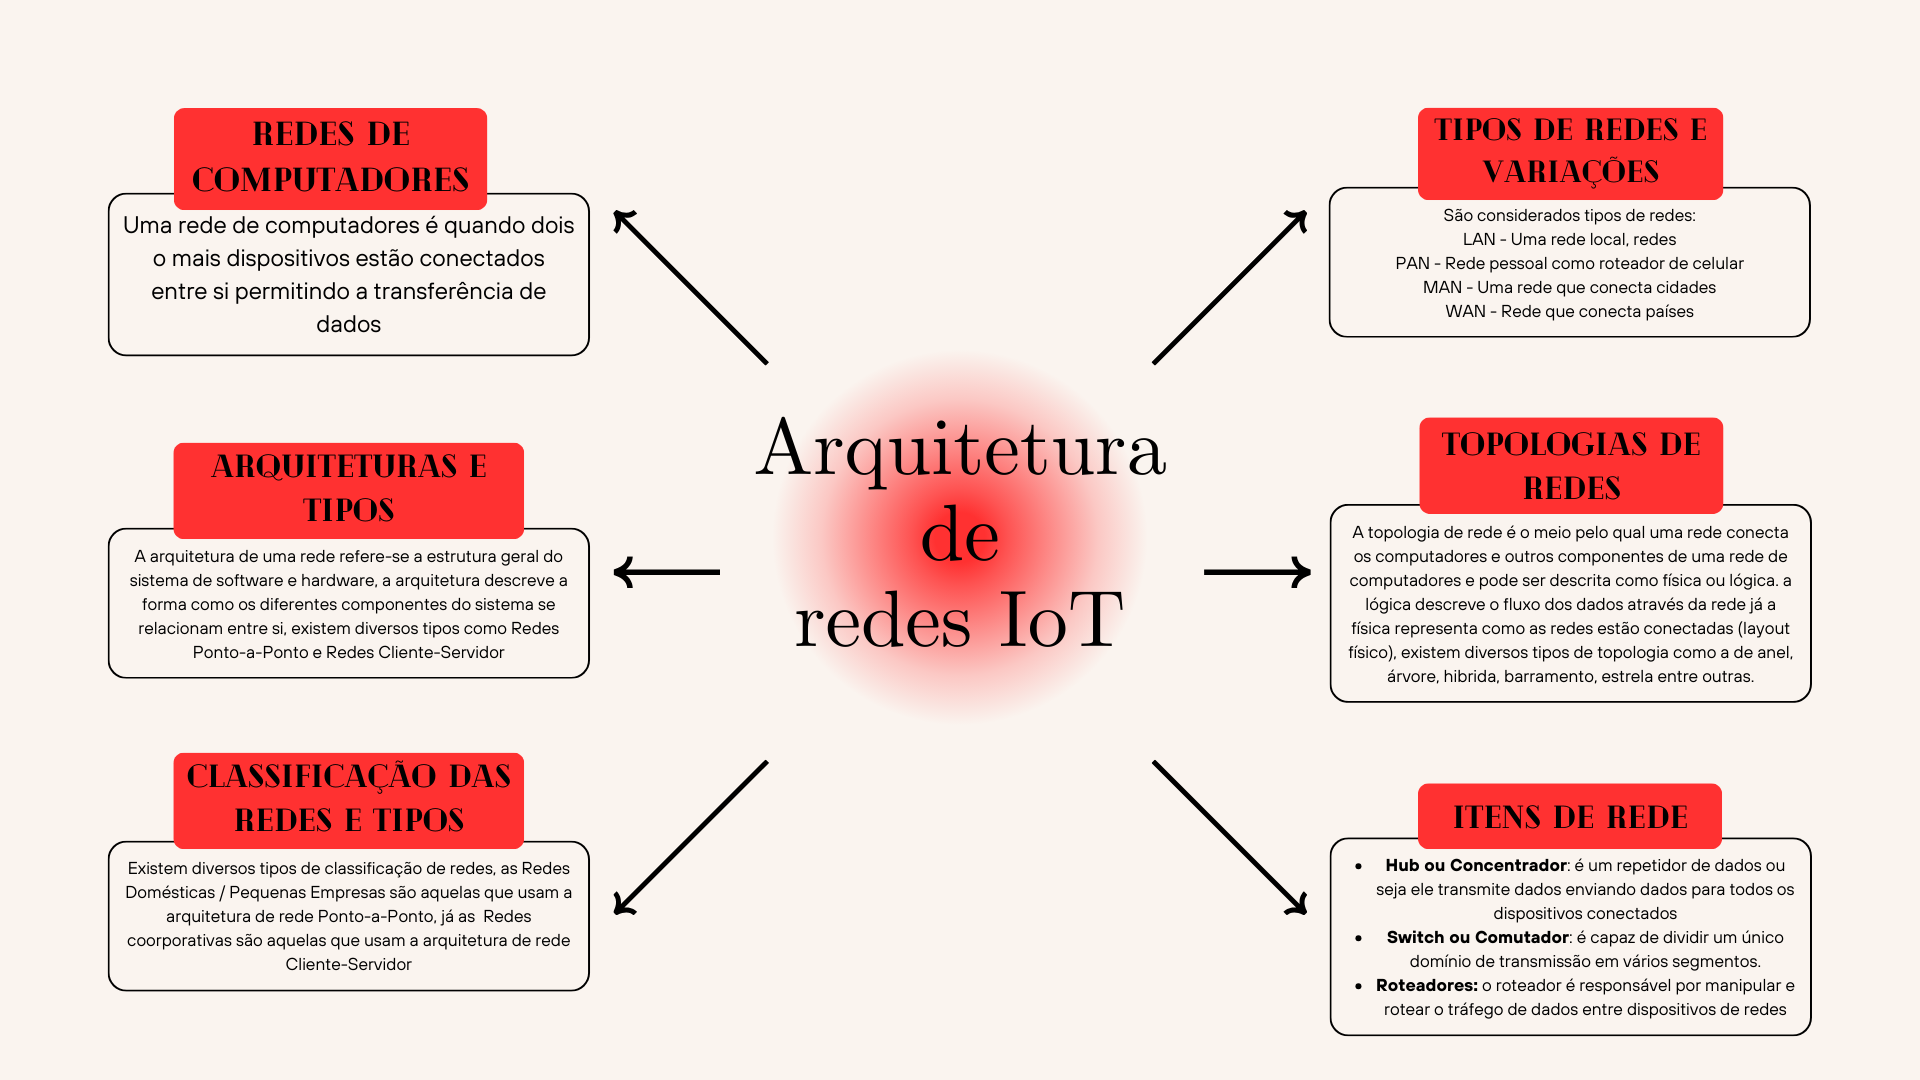 REDES DE
COMPUTADORES
Uma rede de computadores é quando dois
o mais dispositivos estão conectados
entre si permitindo a transferência de
dados
ARQUITETURAS E
TIPOS
A arquitetura de uma rede refere-se a estrutura geral do
sistema de software e hardware, a arquitetura descreve a
forma como os diferentes componentes do sistema se
relacionam entre si, existem diversos tipos como Redes
Ponto-a-Ponto e Redes Cliente-Servidor
CLASSIFICAÇÃO DAS
REDES E TIPOS
Existem diversos tipos de classificação de redes, as Redes
Domésticas / Pequenas Empresas são aquelas que usam a
arquitetura de rede Ponto-a-Ponto, já as  Redes
coorporativas são aquelas que usam a arquitetura de rede
Cliente-Servidor
Arquitetura
de
redes IoT
TIPOS DE REDES E
VARIAÇÕES
São considerados tipos de redes:
LAN - Uma rede local, redes
PAN - Rede pessoal como roteador de celular
MAN - Uma rede que conecta cidades
WAN - Rede que conecta países
TOPOLOGIAS DE
REDES
A topologia de rede é o meio pelo qual uma rede conecta
os computadores e outros componentes de uma rede de
computadores e pode ser descrita como física ou lógica. a
lógica descreve o fluxo dos dados através da rede já a
física representa como as redes estão conectadas (layout
físico), existem diversos tipos de topologia como a de anel,
árvore, hibrida, barramento, estrela entre outras.
ITENS DE REDE
• Hub ou Concentrador: é um repetidor de dados ou
seja ele transmite dados enviando dados para todos os
dispositivos conectados
• Switch ou Comutador: é capaz de dividir um único
domínio de transmissão em vários segmentos.
• Roteadores: o roteador é responsável por manipular e
rotear o tráfego de dados entre dispositivos de redes